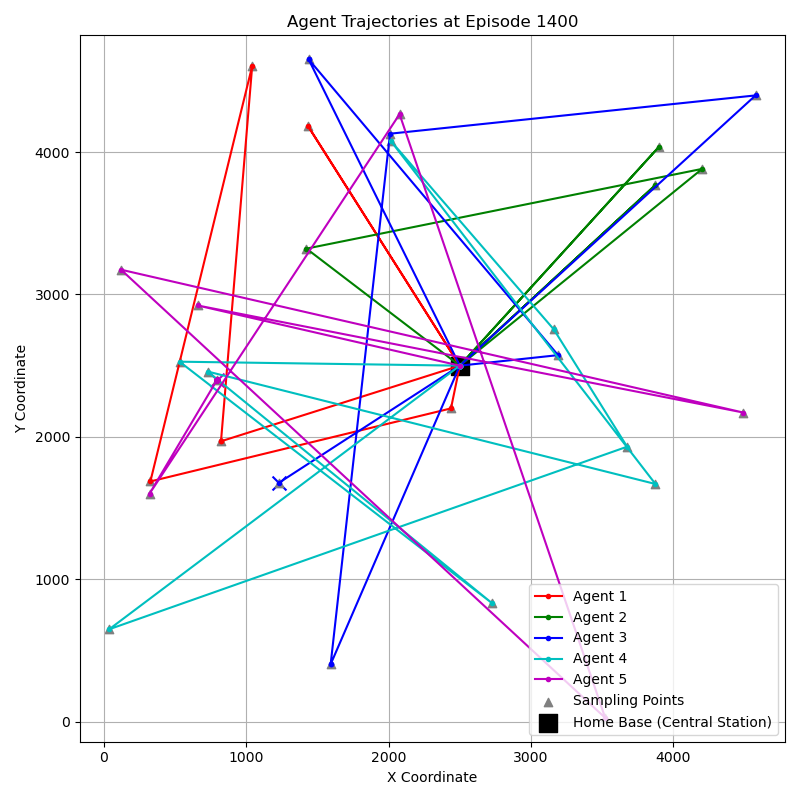 Agent Trajectories at Episode 1400
Y Coordinate
4000
3000
2000
1000
0
0 1000 2000 3000 4000
X Coordinate
Agent 1
Agent 2
Agent 3
Agent 4
Agent 5
Sampling Points
Home Base (Central Station)